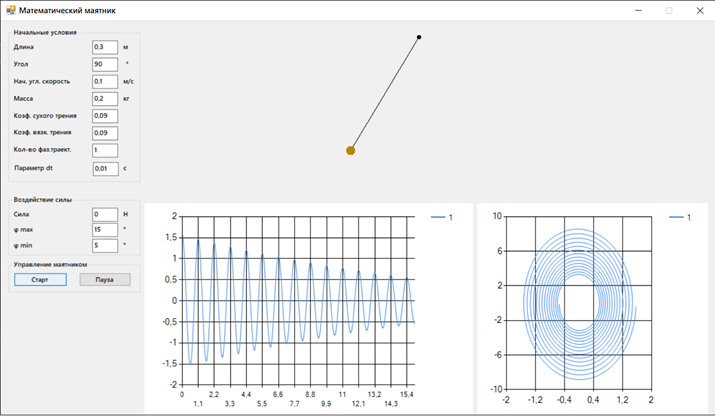 Математический маятник
Начальные условия
Длина 0,3 м
Угол 90 °
Нач. угл. скорость 0,1 м/с
Масса 0,2 кг
Коэф. сухого трения 0,09
Коэф. вязк. трения 0,09
Кол-во фаз.траект. 1
Параметр dt 0,01 с
Воздействие силы
Сила 0 Н
φ max 15 °
φ min 5 °
Управление маятником
Старт Пауза
2
1,5
1
0,5
0
-0,5
-1
-1,5
-2
0 2,2 4,4 6,6 8,8 11 13,2 15,4
1,1 3,3 5,5 7,7 9,9 12,1 14,3
1
10
6
2
-2
-6
-10
-2 -1,2 -0,4 0,4 1,2 2
1